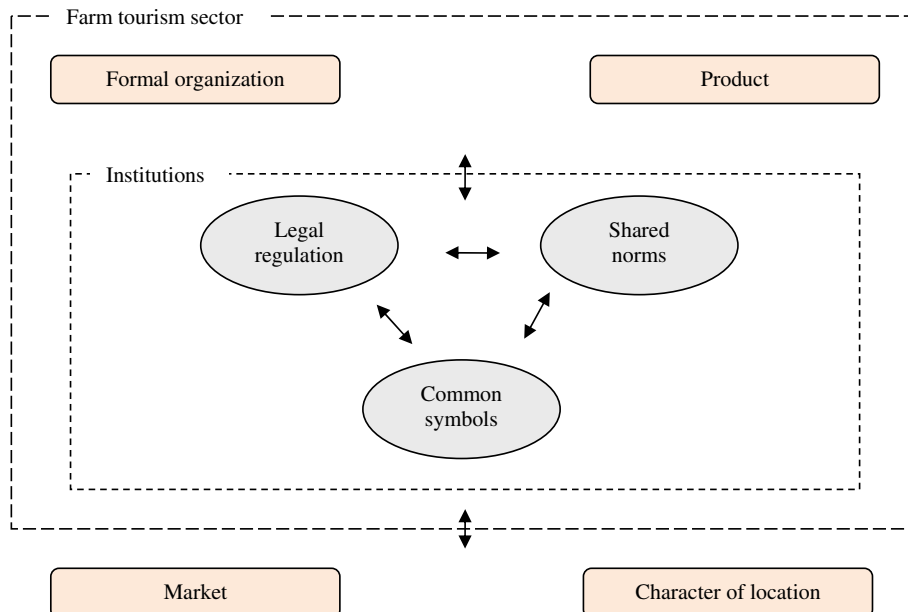 Farm tourism sector
Formal organization
Product
Institutions
Legal
regulation
Shared
norms
Common
symbols
Market
Character of location